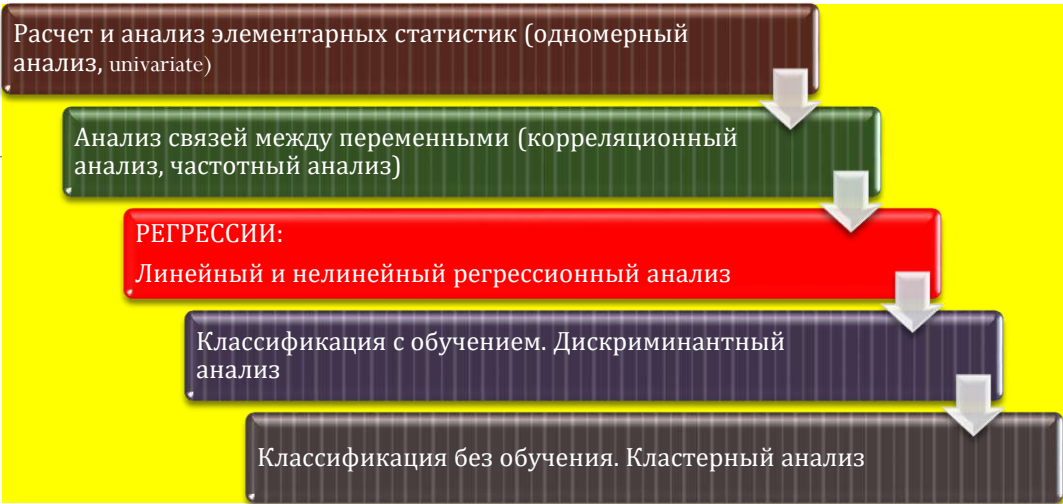 Расчет и анализ элементарных статистик (одномерный
анализ, univariate)
Анализ связей между переменными (корреляционный
анализ, частотный анализ)
РЕГРЕССИИ:
Линейный и нелинейный регрессионный анализ
Классификация с обучением. Дискриминантный
анализ
Классификация без обучения. Кластерный анализ